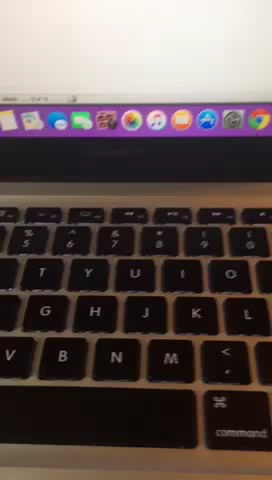 % ^ & * ( )
5 6 7 8 9 0
T Y U I O
G H J K L
V B N M < ,
⌘
command